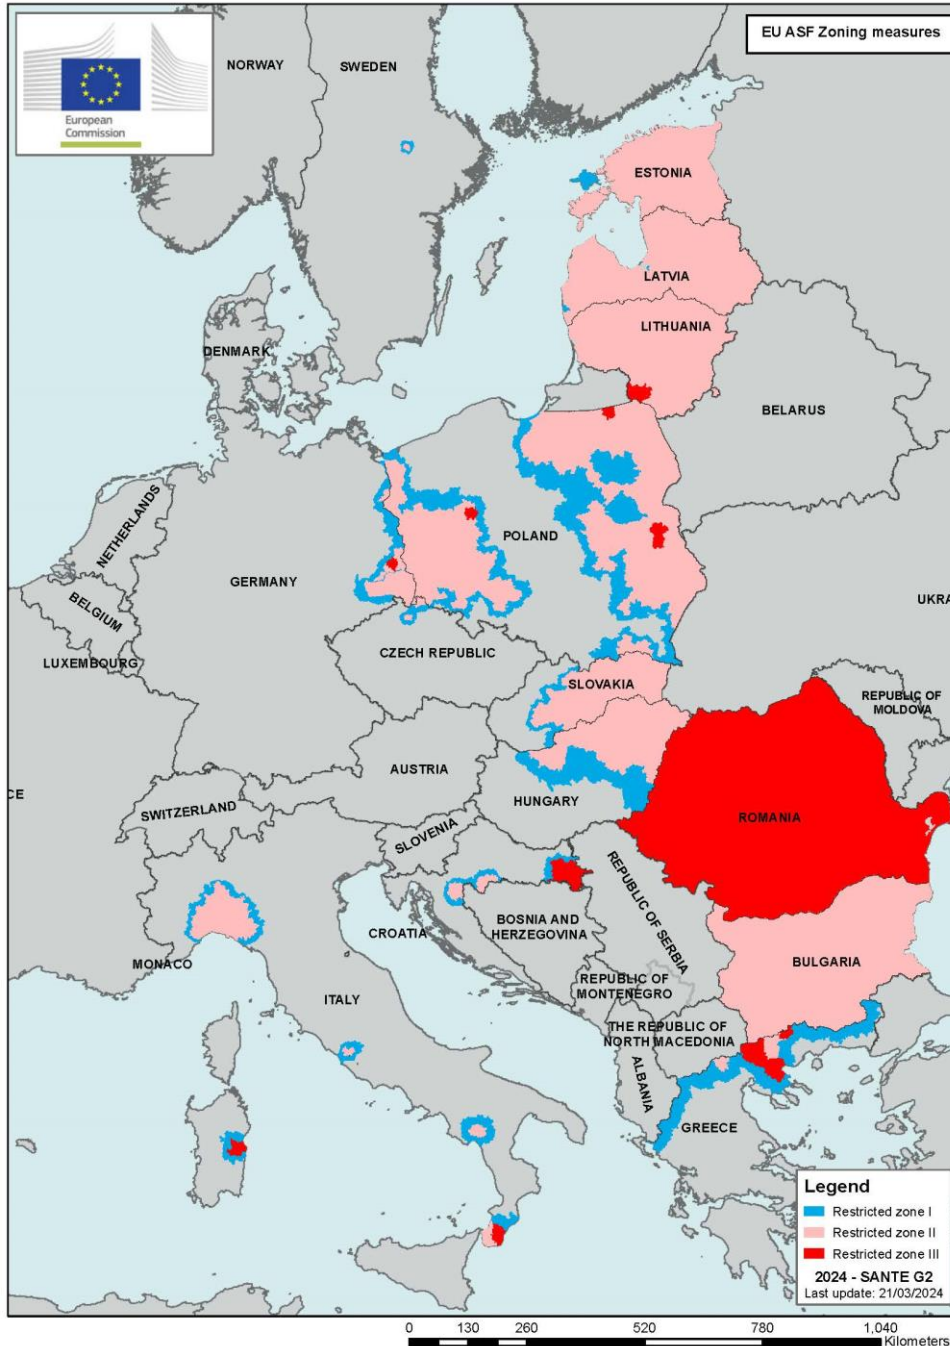 EU ASF Zoning measures
European
Commission
NORWAY
SWEDEN
ESTONIA
LATVIA
LITHUANIA
DENMARK
BELARUS
NETHERLANDS
POLAND
GERMANY
BELGIUM
UKRA
LUXEMBOURG
CZECH REPUBLIC
SLOVAKIA
REPUBLIC OF
MOLDOVA
AUSTRIA
CE
SWITZERLAND
HUNGARY
ROMANIA
SLOVENIA
REPUBLIC OF SERBIA
BOSNIA AND
HERZEGOVINA
CROATIA
MONACO
BULGARIA
REPUBLIC OF
MONTENEGRO
ITALY
THE REPUBLIC OF
NORTH MACEDONIA
ALBANIA
GREECE
Legend
Restricted zone I
Restricted zone II
Restricted zone III
2024 - SANTE G2
Last update: 21/03/2024
0 130 260 520 780 1,040
Kilometers